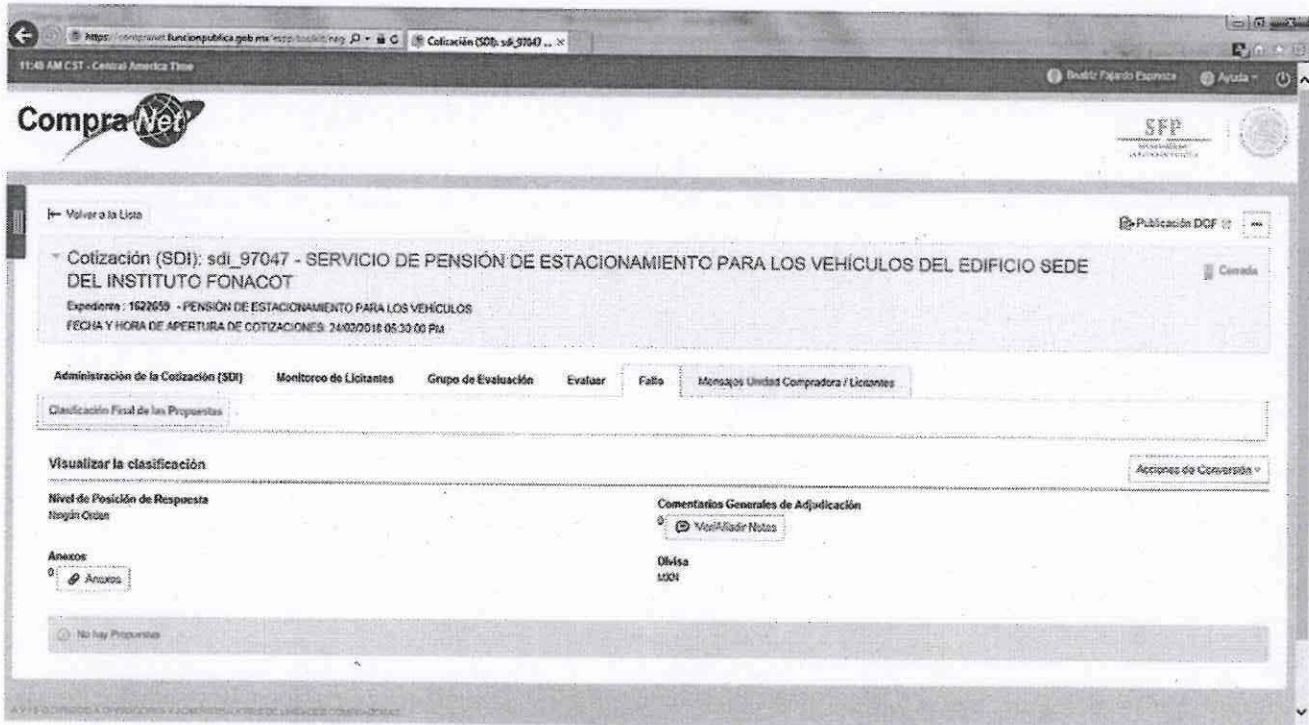 Cotización (SDI): sdi_97047 ...
11:48 AM CST - Central America Time
Beatriz Fajardo Espinoza
Ayuda
CompraNet
SFP
Volver a la Lista
Publicación DOF
Cotización (SDI): sdi_97047 - SERVICIO DE PENSIÓN DE ESTACIONAMIENTO PARA LOS VEHÍCULOS DEL EDIFICIO SEDE
DEL INSTITUTO FONACOT
Cerrada
Expediente : 1622659 - PENSIÓN DE ESTACIONAMIENTO PARA LOS VEHÍCULOS
FECHA Y HORA DE APERTURA DE COTIZACIONES: 24/02/2018 05:30:00 PM
Administración de la Cotización (SDI) Monitoreo de Licitantes Grupo de Evaluación Evaluar Fallo Mensajes Unidad Compradora / Licitantes
Clasificación Final de las Propuestas
Visualizar la clasificación
Acciones de Conversión
Nivel de Posición de Respuesta
Ningún Orden
Comentarios Generales de Adjudicación
0 Ver/Añadir Notas
Anexos
0 Anexos
Divisa
MXN
No hay Propuestas